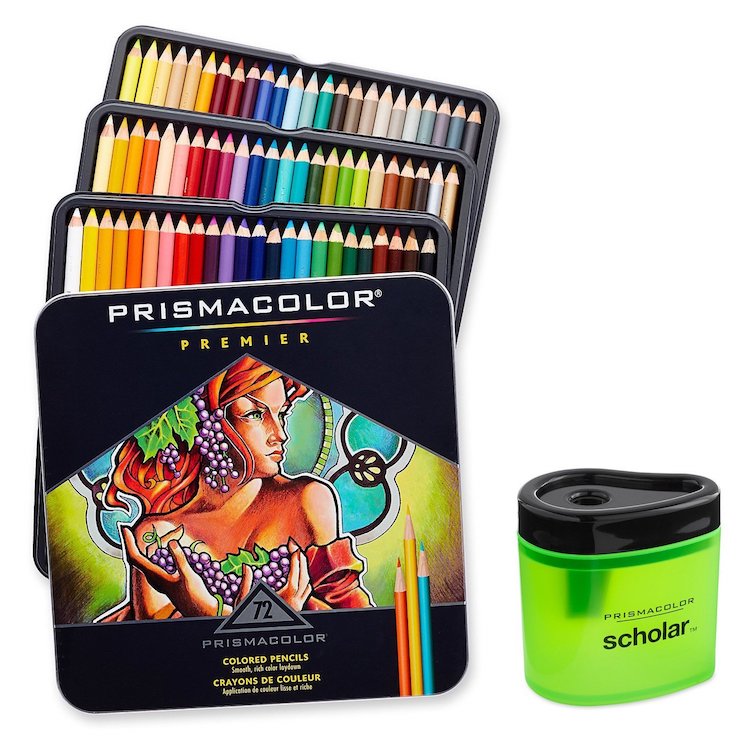 PRISMACOLOR®
PREMIER
72
PRISMACOLOR
COLORED PENCILS
Smooth, rich color laydown
CRAYONS DE COULEUR
Application de couleur lisse et riche
PRISMACOLOR
scholar™